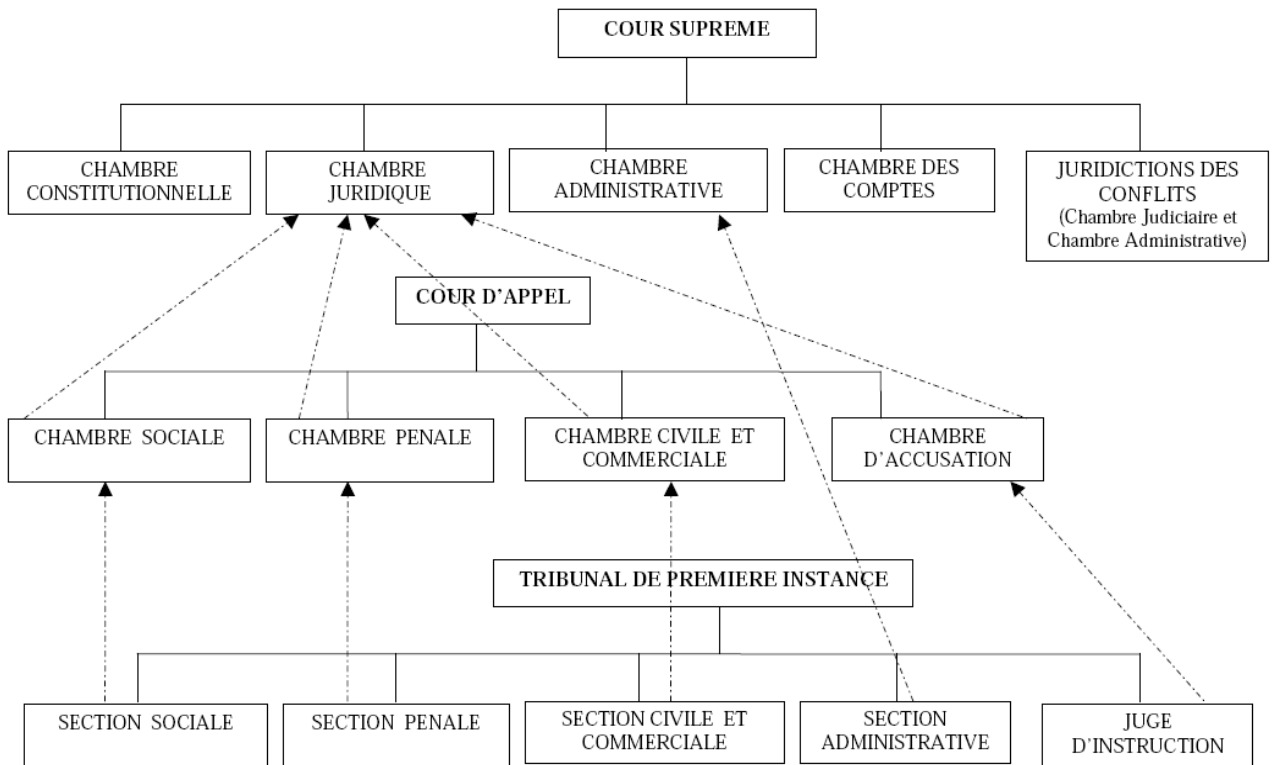 COUR SUPREME
CHAMBRE
CONSTITUTIONNELLE
CHAMBRE
JURIDIQUE
CHAMBRE
ADMINISTRATIVE
CHAMBRE DES
COMPTES
JURIDICTIONS DES
CONFLITS
(Chambre Judiciaire et
Chambre Administrative)
COUR D’APPEL
CHAMBRE SOCIALE
CHAMBRE PENALE
CHAMBRE CIVILE ET
COMMERCIALE
CHAMBRE
D’ACCUSATION
TRIBUNAL DE PREMIERE INSTANCE
SECTION SOCIALE
SECTION PENALE
SECTION CIVILE ET
COMMERCIALE
SECTION
ADMINISTRATIVE
JUGE
D’INSTRUCTION